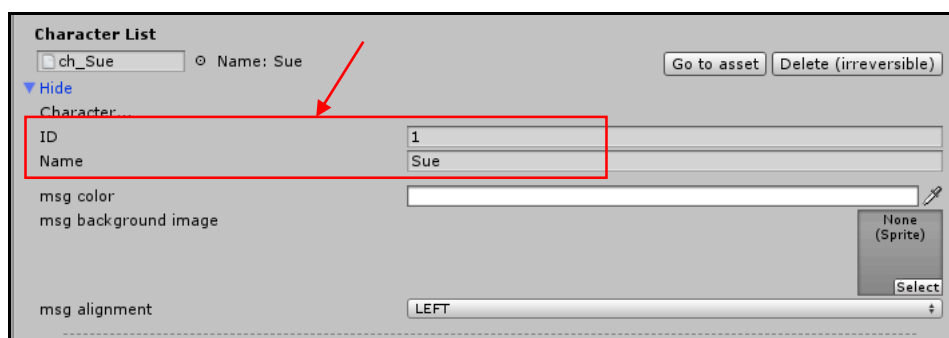 Character List
ch_Sue Name: Sue Go to asset Delete (irreversible)
Hide
Character...
ID 1
Name Sue
msg color
msg background image None
(Sprite)
Select
msg alignment LEFT